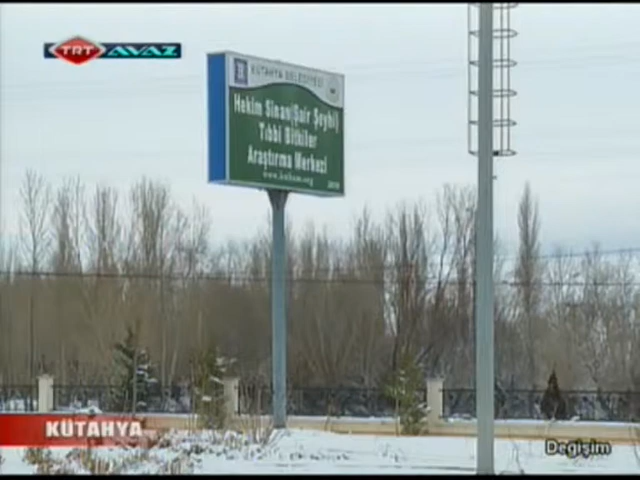 TRT AVAZ
KÜTAHYA BELEDİYESİ
Hekim Sinan(Şair Şeyhi)
Tıbbi Bitkiler
Araştırma Merkezi
KÜTAHYA
Değişim